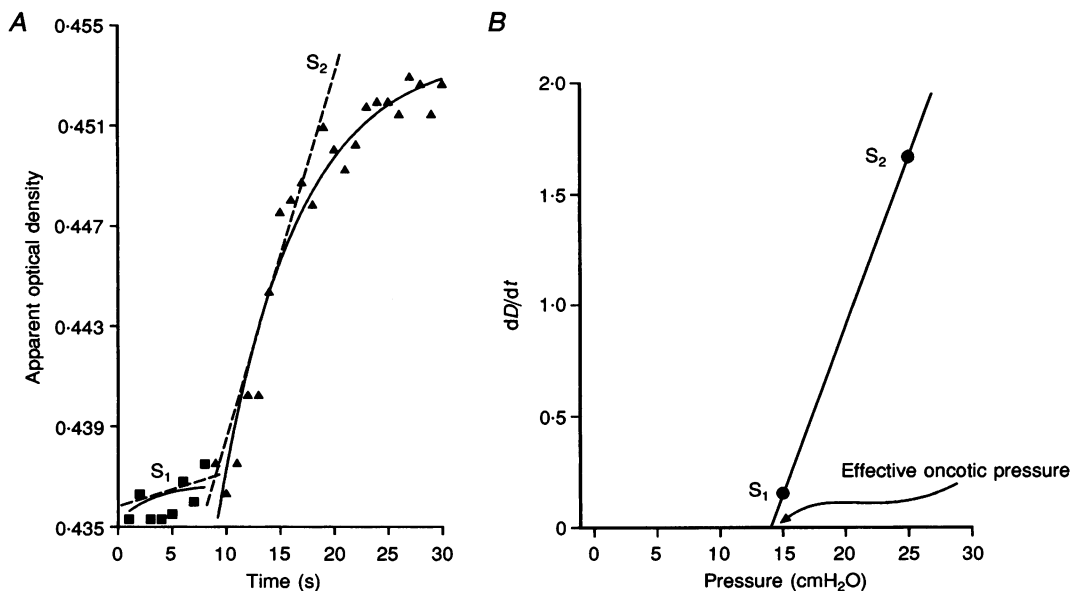 A
0·455
0·451
0·447
0·443
0·439
0·435
Apparent optical density
S2
S1
0 5 10 15 20 25 30
Time (s)
B
2·0
1·5
1·0
0·5
0
dD/dt
S2
S1
Effective oncotic pressure
0 5 10 15 20 25 30
Pressure (cmH2O)